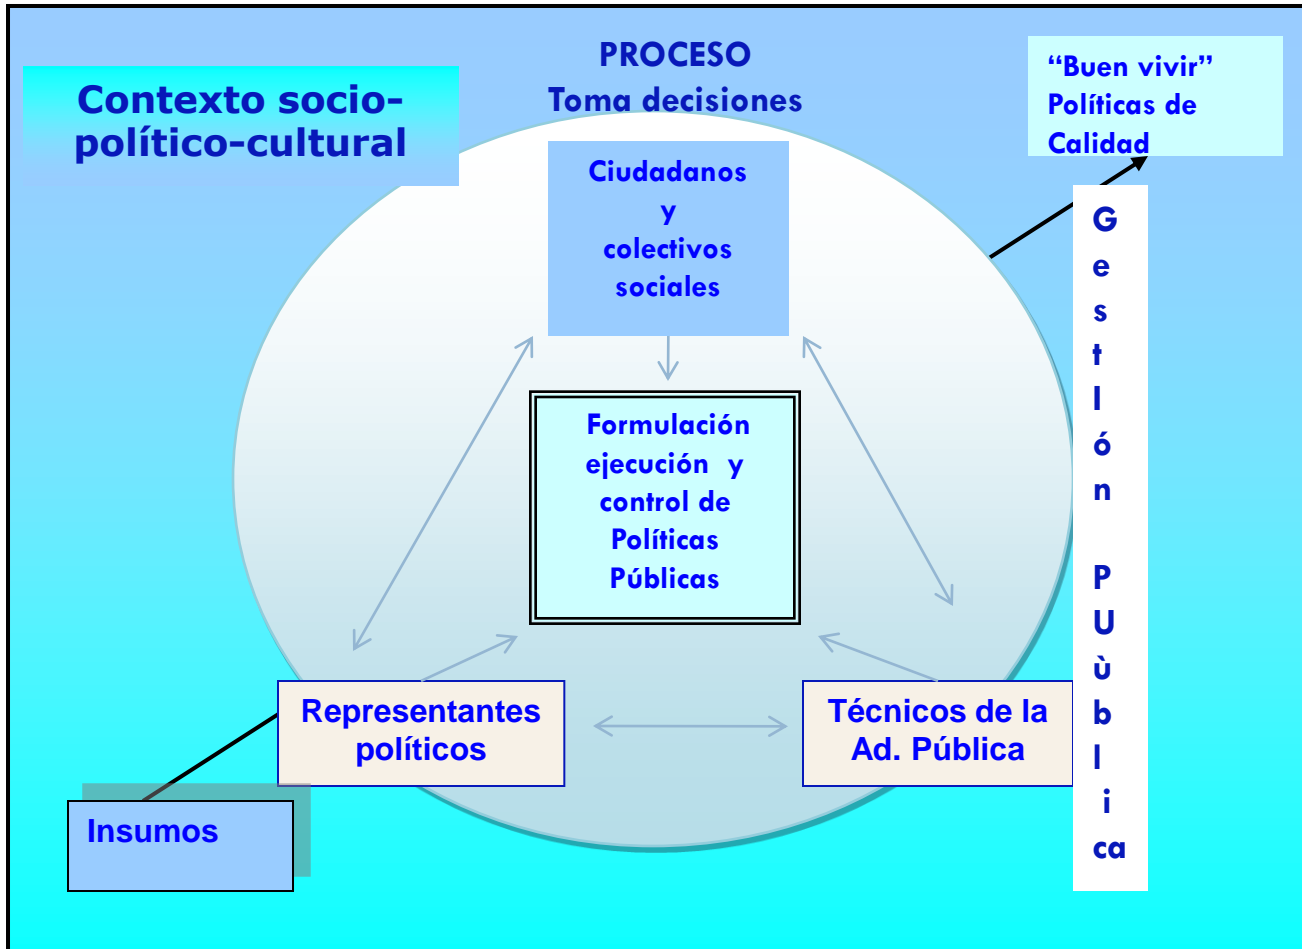 PROCESO
Toma decisiones
Contexto socio-
político-cultural
“Buen vivir”
Políticas de
Calidad
Ciudadanos
y
colectivos
sociales
Formulación
ejecución y
control de
Políticas
Públicas
Representantes
políticos
Técnicos de la
Ad. Pública
Insumos
G
e
s
t
I
ó
n
P
U
ù
b
l
i
ca